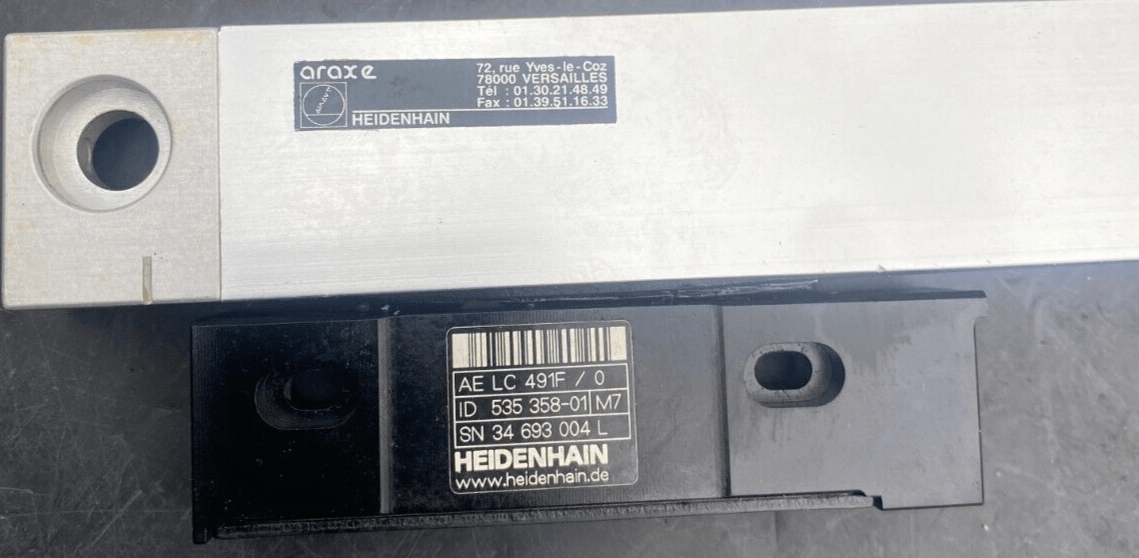 araxe
72, rue Yves-le-Coz
78000 VERSAILLES
Tél : 01.30.21.48.49
Fax : 01.39.51.16.33
HEIDENHAIN
AE LC 491F / 0
ID 535 358-01 M7
SN 34 693 004 L
HEIDENHAIN
www.heidenhain.de